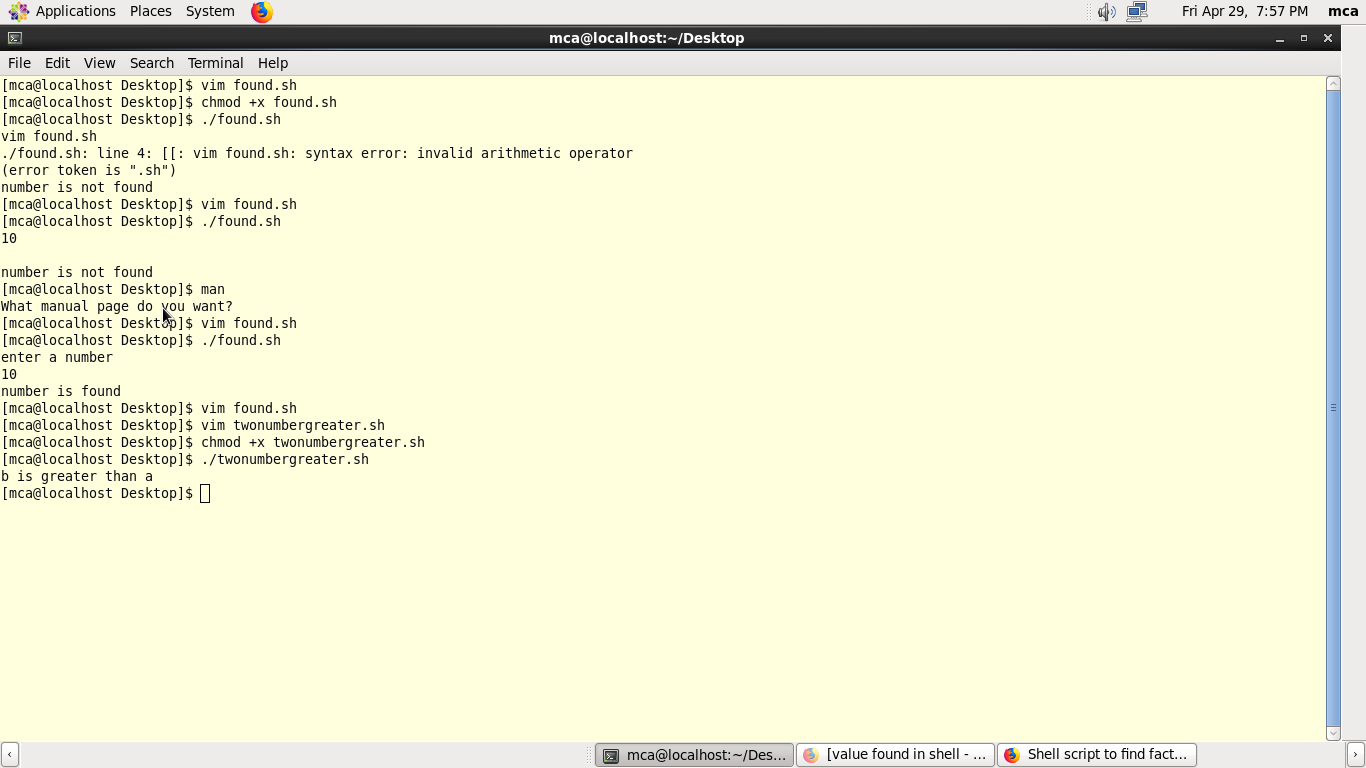 Applications Places System Fri Apr 29, 7:57 PM mca
mca@localhost:~/Desktop
File Edit View Search Terminal Help
[mca@localhost Desktop]$ vim found.sh
[mca@localhost Desktop]$ chmod +x found.sh
[mca@localhost Desktop]$ ./found.sh
vim found.sh
./found.sh: line 4: [[: vim found.sh: syntax error: invalid arithmetic operator
(error token is ".sh")
number is not found
[mca@localhost Desktop]$ vim found.sh
[mca@localhost Desktop]$ ./found.sh
10
number is not found
[mca@localhost Desktop]$ man
What manual page do you want?
[mca@localhost Desktop]$ vim found.sh
[mca@localhost Desktop]$ ./found.sh
enter a number
10
number is found
[mca@localhost Desktop]$ vim found.sh
[mca@localhost Desktop]$ vim twonumbergreater.sh
[mca@localhost Desktop]$ chmod +x twonumbergreater.sh
[mca@localhost Desktop]$ ./twonumbergreater.sh
b is greater than a
[mca@localhost Desktop]$
mca@localhost:~/Des... [value found in shell - ... Shell script to find fact...